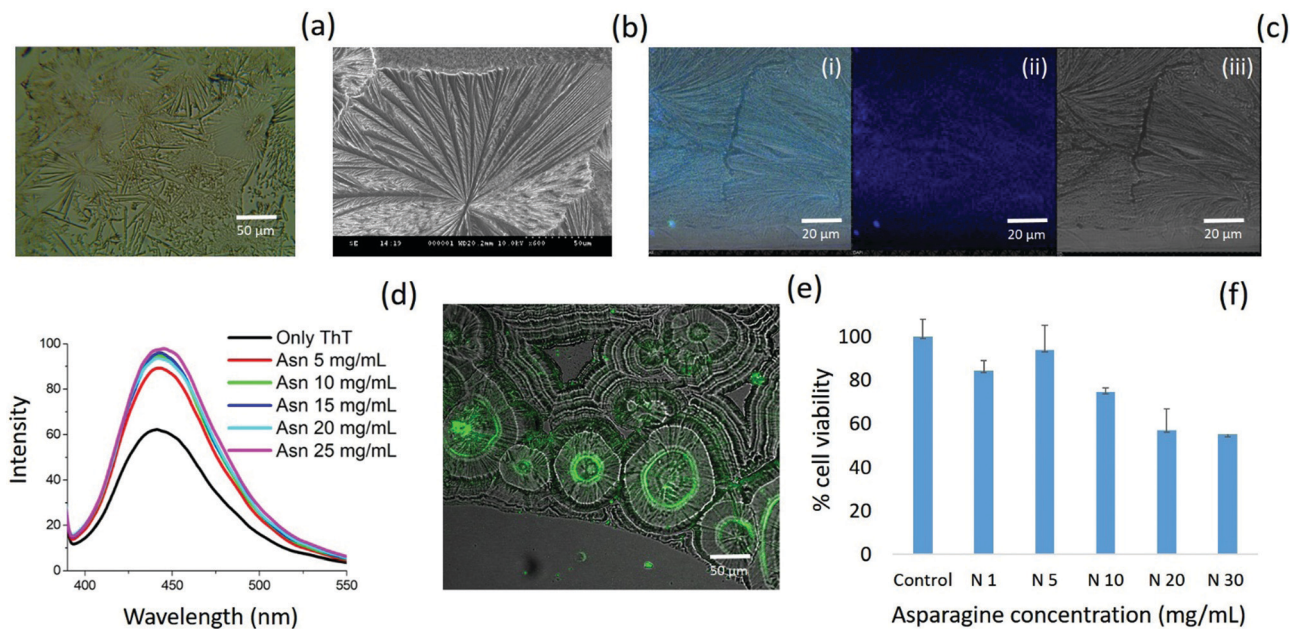 (a)
50 µm
(b)
SE 14:19 000001 WD20.2mm 10.0kV x600 50um
(c)
(i)
20 µm
(ii)
20 µm
(iii)
20 µm
(d)
Intensity
100
80
60
40
20
0
400 450 500 550
Wavelength (nm)
Only ThT
Asn 5 mg/mL
Asn 10 mg/mL
Asn 15 mg/mL
Asn 20 mg/mL
Asn 25 mg/mL
(e)
50 µm
(f)
% cell viability
100
80
60
40
20
0
Control N 1 N 5 N 10 N 20 N 30
Asparagine concentration (mg/mL)